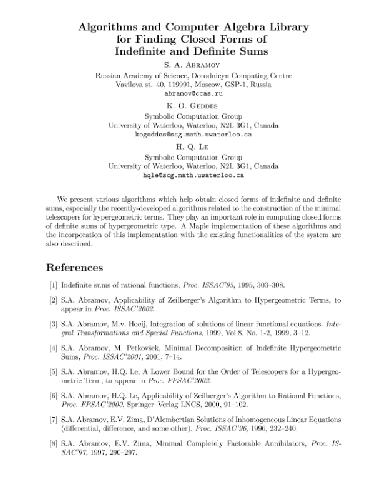 Algorithms and Computer Algebra Library
for Finding Closed Forms of
Indefinite and Definite Sums
S. A. Abramov
Russian Academy of Science, Dorodnicyn Computing Centre
Vavilova st. 40, 119991, Moscow, GSP-1, Russia
abramov@ccas.ru
K. O. Geddes
Symbolic Computation Group
University of Waterloo, Waterloo, N2L 3G1, Canada
kogeddes@scg.math.uwaterloo.ca
H. Q. Le
Symbolic Computation Group
University of Waterloo, Waterloo, N2L 3G1, Canada
hqle@scg.math.uwaterloo.ca
We present various algorithms which help obtain closed forms of indefinite and definite
sums, especially the recently-developed algorithms related to the construction of the minimal
telescopers for hypergeometric terms. They play an important role in computing closed forms
of definite sums of hypergeometric type. A Maple implementation of these algorithms and
the incorporation of this implementation with the existing functionalities of the system are
also described.
References
[1] Indefinite sums of rational functions, Proc. ISSAC'95, 1995, 303–308.
[2] S.A. Abramov, Applicability of Zeilberger's Algorithm to Hypergeometric Terms, to
appear in Proc. ISSAC'2002.
[3] S.A. Abramov, M.v. Hoeij, Integration of solutions of linear functional equations. Inte-
gral Transformations and Special Functions, 1999, Vol 8, No. 1-2, 1999, 3–12.
[4] S.A. Abramov, M. Petkovšek, Minimal Decomposition of Indefinite Hypergeometric
Sums, Proc. ISSAC'2001, 2001, 7–14.
[5] S.A. Abramov, H.Q. Le, A Lower Bound for the Order of Telescopers for a Hypergeo-
metric Term, to appear in Proc. FPSAC'2002.
[6] S.A. Abramov, H.Q. Le, Applicability of Zeilberger's Algorithm to Rational Functions,
Proc. FPSAC'2000, Springer Verlag LNCS, 2000, 91–102.
[7] S.A. Abramov, E.V. Zima, D'Alembertian Solutions of Inhomogeneous Linear Equations
(differential, difference, and some other). Proc. ISSAC'96, 1996, 232–240
[8] S.A. Abramov, E.V. Zima, Minimal Completely Factorable Annihilators, Proc. IS-
SAC'97, 1997, 290–297.